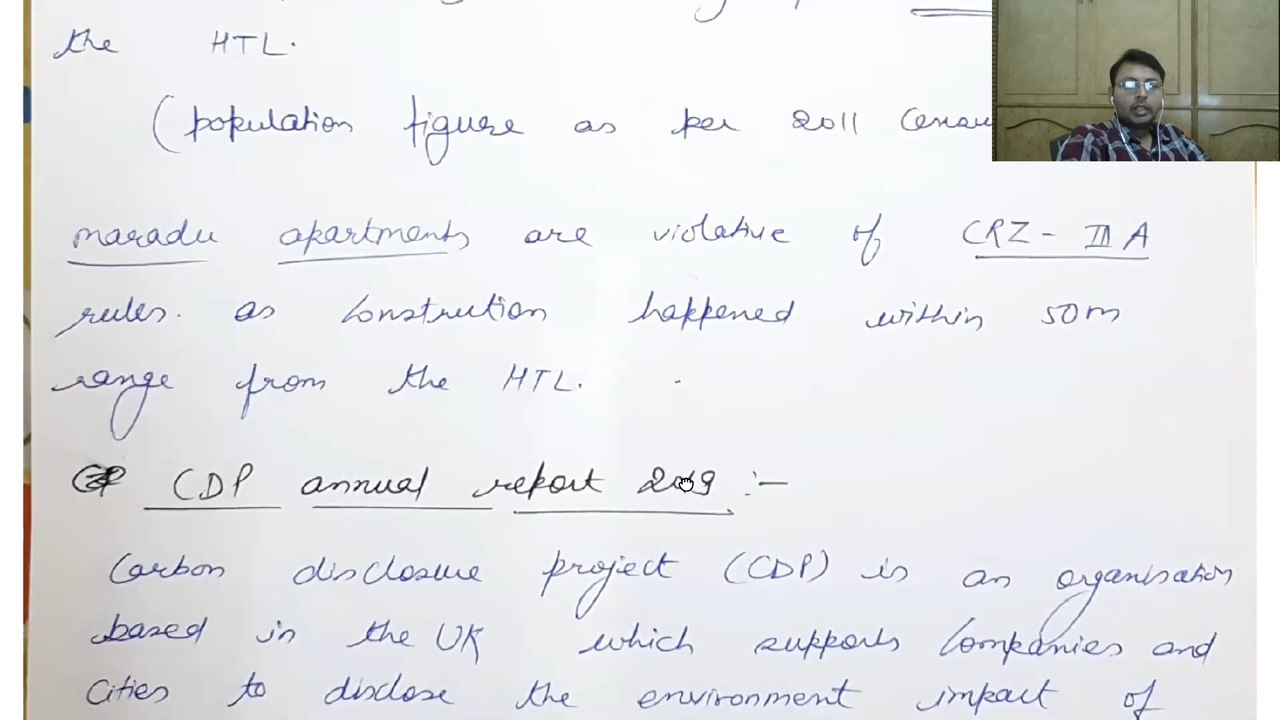 the HTL.
(population figure as per 2011 Censu
maradu apartments are violative of CRZ - III A
rules. as construction happened within 50m
range from the HTL.
CDP annual report 2019 :-
Carbon disclosure project (CDP) is an organisation
based in the UK which supports Companies and
Cities to disclose the environment impact of